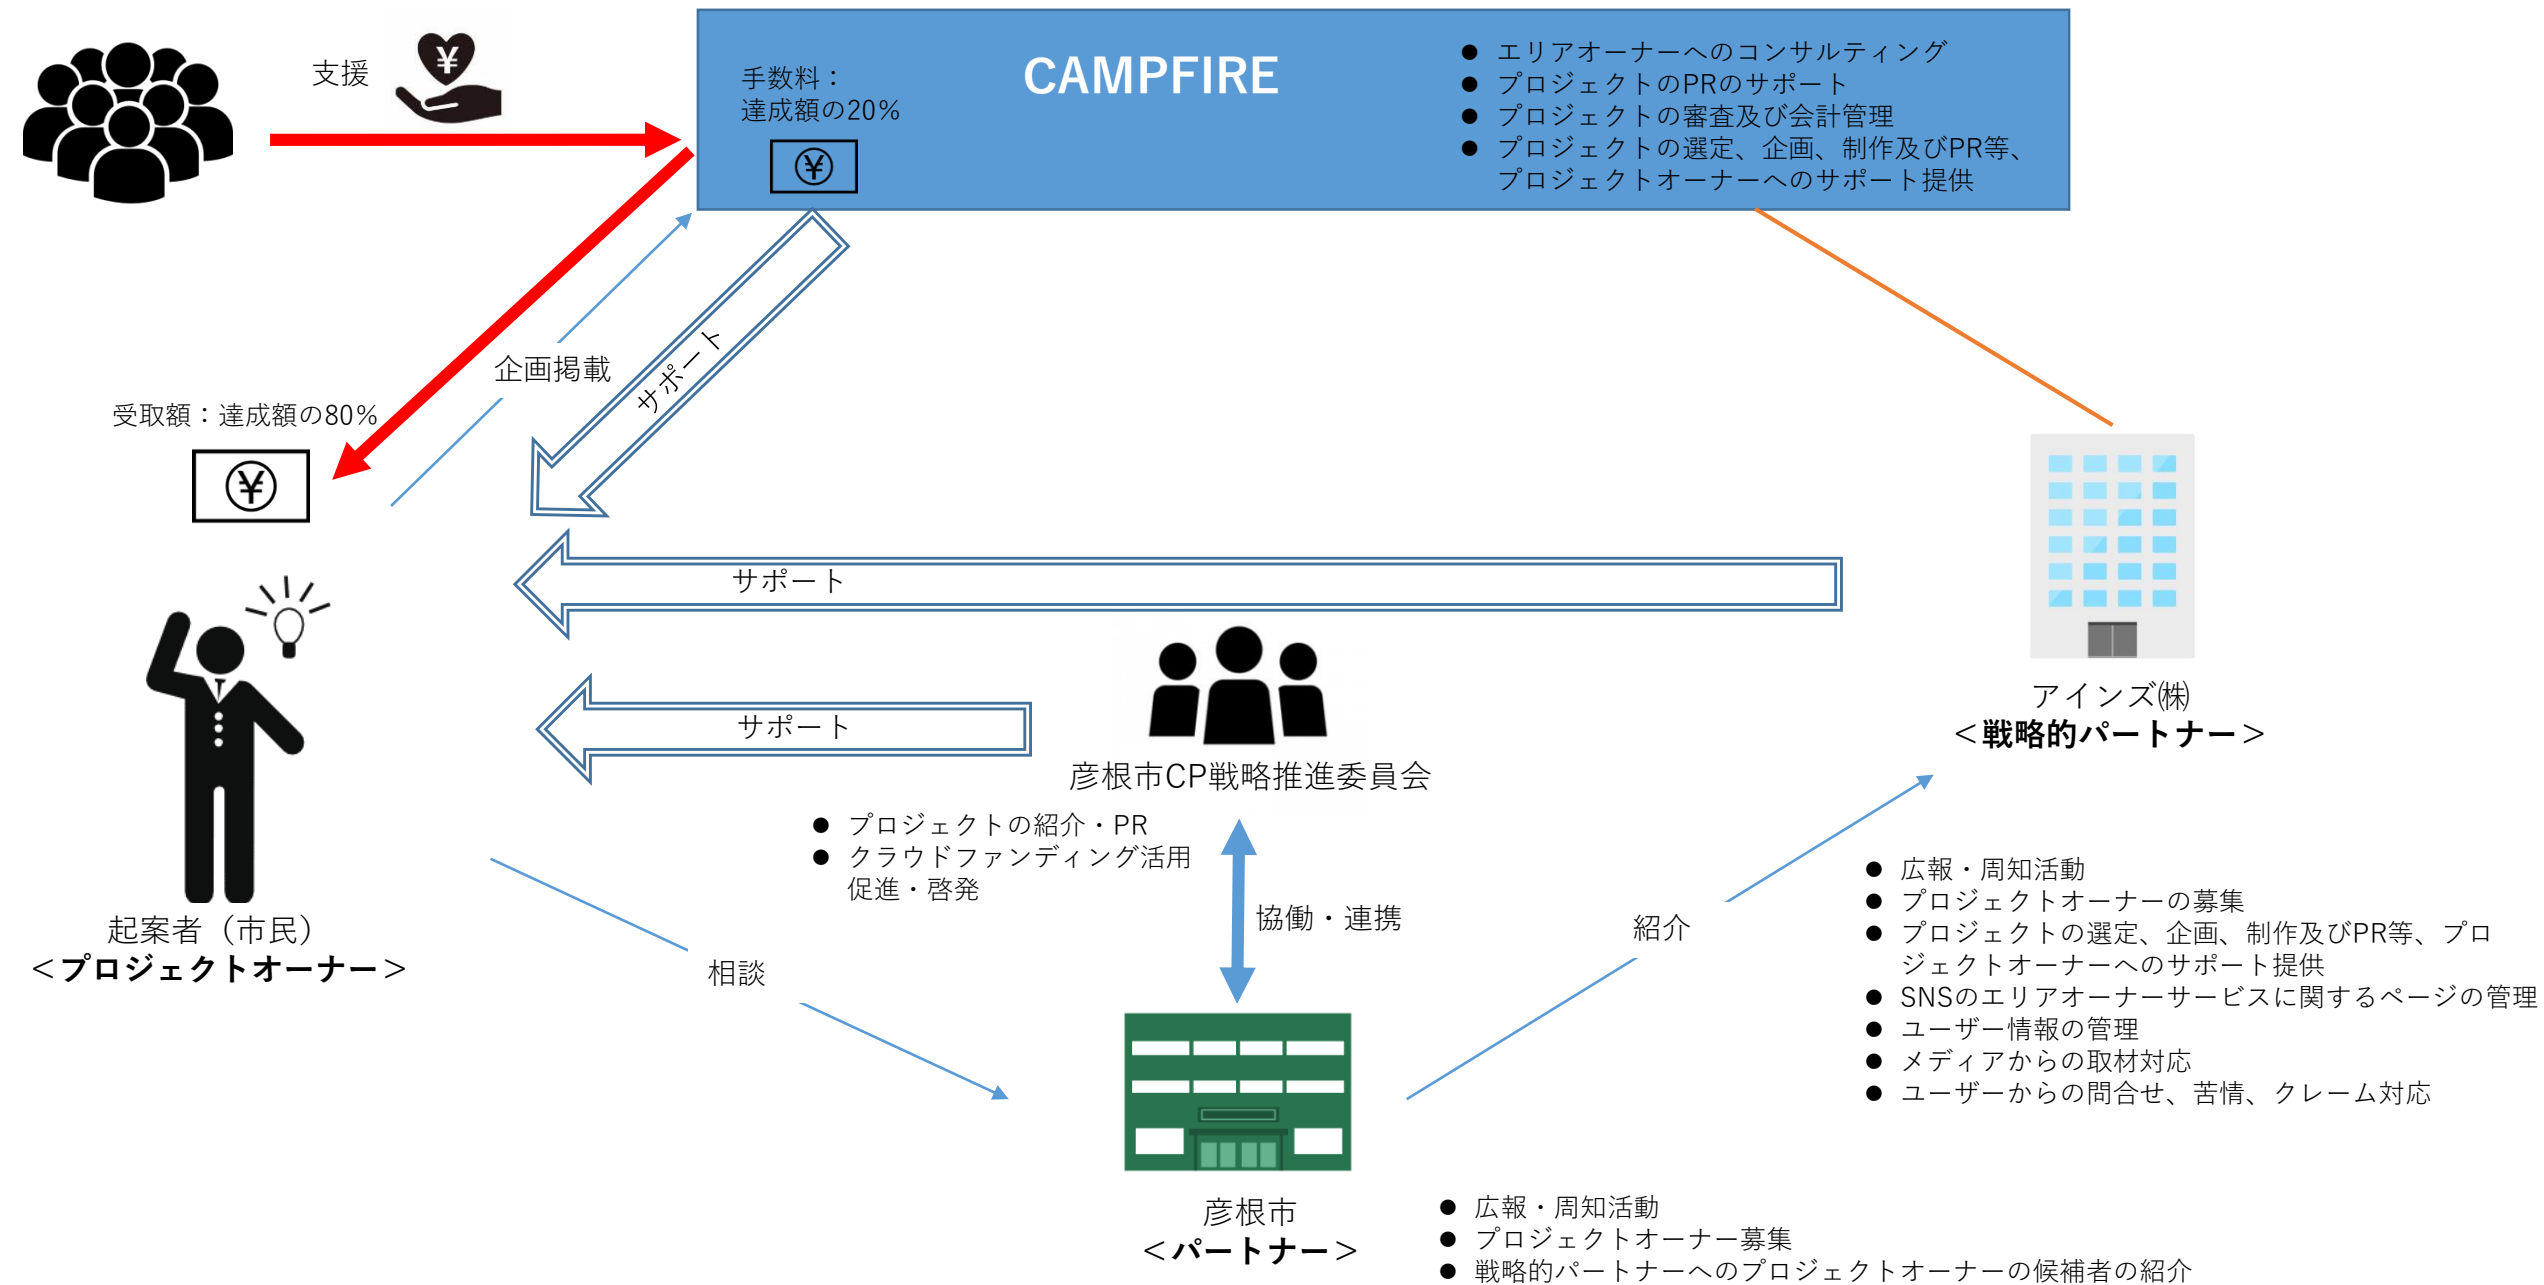 支援
手数料：
達成額の20%
CAMPFIRE
● エリアオーナーへのコンサルティング
● プロジェクトのPRのサポート
● プロジェクトの審査及び会計管理
● プロジェクトの選定、企画、制作及びPR等、
プロジェクトオーナーへのサポート提供
企画掲載
サポート
受取額：達成額の80%
サポート
サポート
アインズ㈱
＜戦略的パートナー＞
彦根市CP戦略推進委員会
● プロジェクトの紹介・PR
● クラウドファンディング活用
促進・啓発
起案者（市民）
＜プロジェクトオーナー＞
相談
協働・連携
紹介
● 広報・周知活動
● プロジェクトオーナーの募集
● プロジェクトの選定、企画、制作及びPR等、プロ
ジェクトオーナーへのサポート提供
● SNSのエリアオーナーサービスに関するページの管理
● ユーザー情報の管理
● メディアからの取材対応
● ユーザーからの問合せ、苦情、クレーム対応
彦根市
＜パートナー＞
● 広報・周知活動
● プロジェクトオーナー募集
● 戦略的パートナーへのプロジェクトオーナーの候補者の紹介